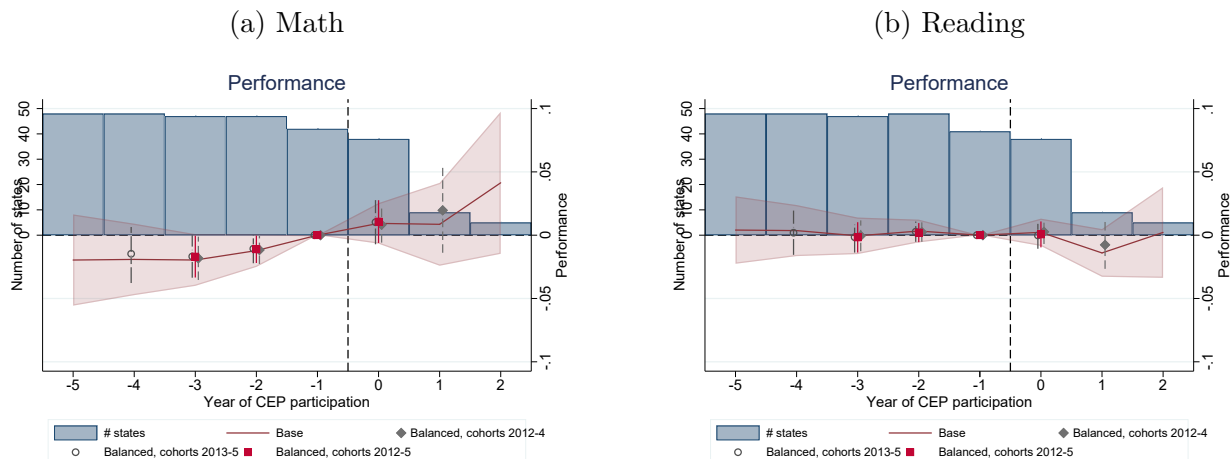 (a) Math
Performance
Number of states
50
40
30
20
10
0
.1
.05
0
-.05
-.1
Performance
-5 -4 -3 -2 -1 0 1 2
Year of CEP participation
# states Base Balanced, cohorts 2012-4
Balanced, cohorts 2013-5 Balanced, cohorts 2012-5
(b) Reading
Performance
Number of states
50
40
30
20
10
0
.1
.05
0
-.05
-.1
Performance
-5 -4 -3 -2 -1 0 1 2
Year of CEP participation
# states Base Balanced, cohorts 2012-4
Balanced, cohorts 2013-5 Balanced, cohorts 2012-5